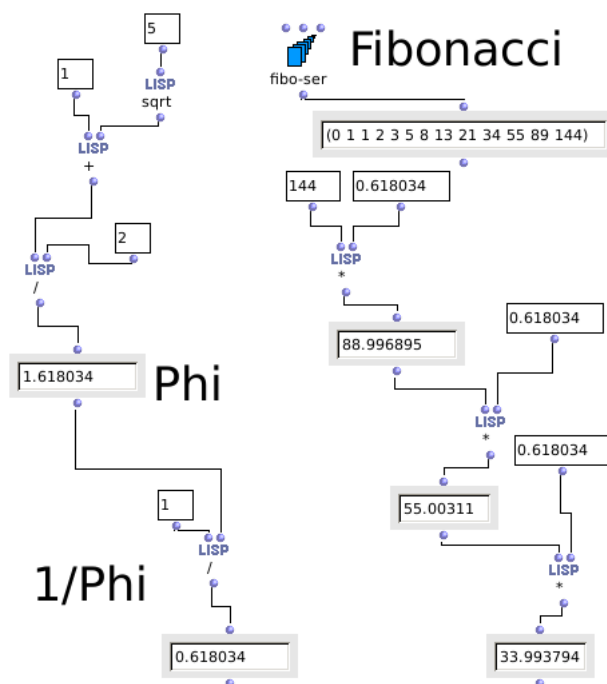 5
1
LISP
sqrt
LISP
+
2
LISP
/
1.618034
Phi
1
LISP
/
1/Phi
0.618034
Fibonacci
fibo-ser
(0 1 1 2 3 5 8 13 21 34 55 89 144)
144
0.618034
LISP
*
0.618034
88.996895
LISP
*
0.618034
55.00311
LISP
*
33.993794